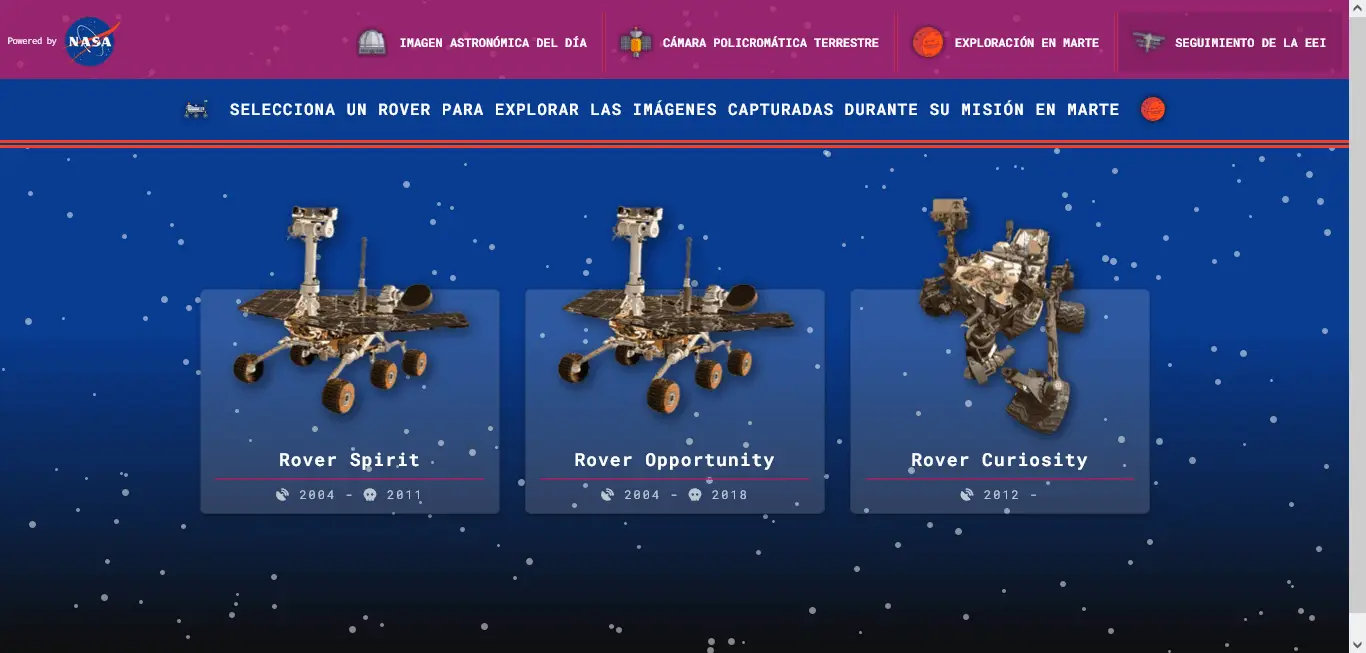 Powered by NASA
IMAGEN ASTRONÓMICA DEL DÍA
CÁMARA POLICROMÁTICA TERRESTRE
EXPLORACIÓN EN MARTE
SEGUIMIENTO DE LA EEI
SELECCIONA UN ROVER PARA EXPLORAR LAS IMÁGENES CAPTURADAS DURANTE SU MISIÓN EN MARTE
Rover Spirit
2004 - 2011
Rover Opportunity
2004 - 2018
Rover Curiosity
2012 -